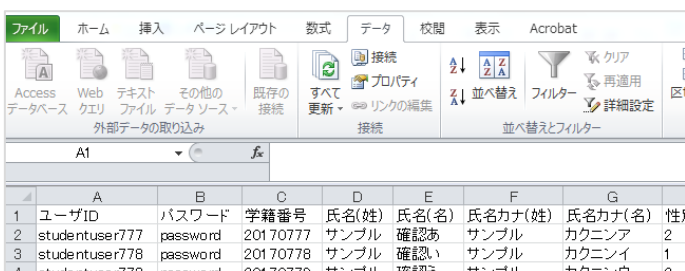 ファイル ホーム 挿入 ページ レイアウト 数式 データ 校閲 表示 Acrobat
Access データベース
Web クエリ
テキスト ファイル
その他の データ ソース
既存の 接続
外部データの取り込み
すべて 更新
接続
プロパティ
リンクの編集
接続
並べ替え
フィルター
クリア
再適用
詳細設定
並べ替えとフィルター
A1 fx
A B C D E F G
1 ユーザID パスワード 学籍番号 氏名(姓) 氏名(名) 氏名カナ(姓) 氏名カナ(名)
2 studentuser777 password 20170777 サンプル 確認あ サンプル カクニンア 2
3 studentuser778 password 20170778 サンプル 確認い サンプル カクニンイ 1